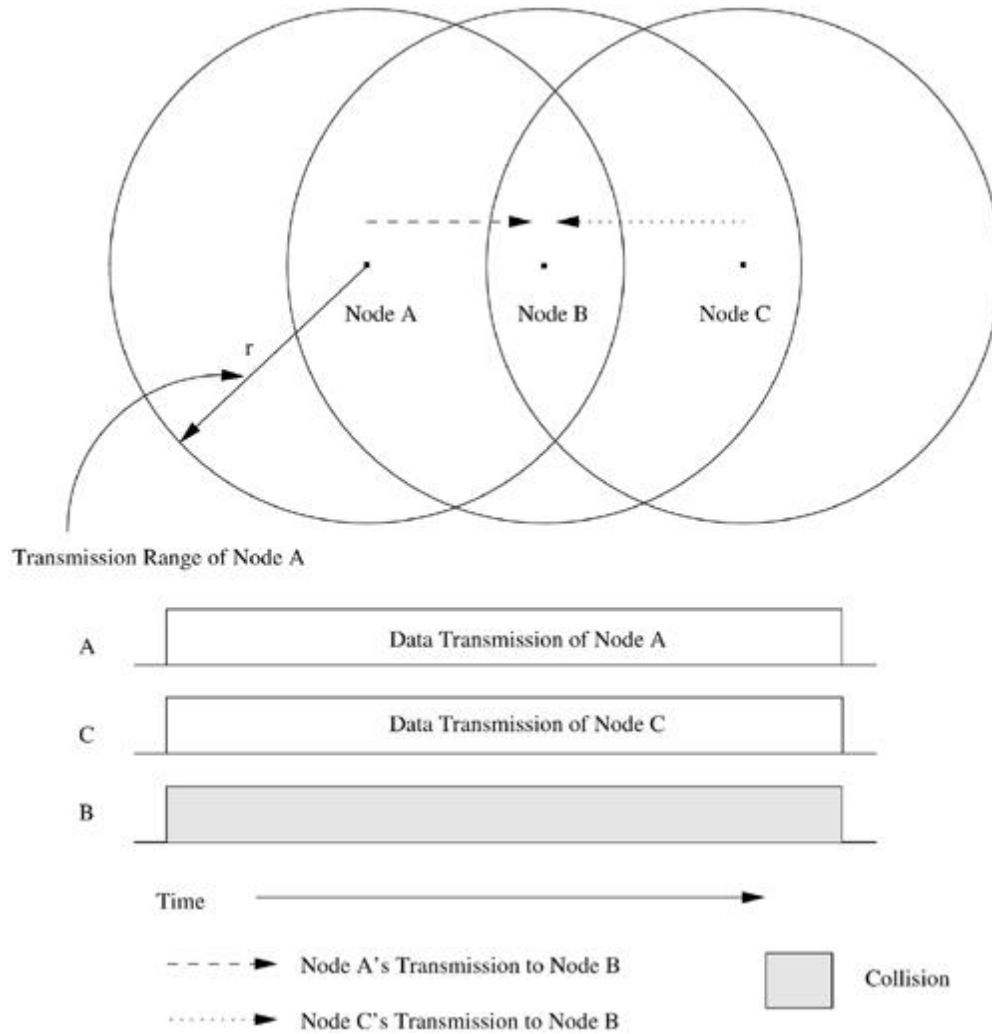 Node A
Node B
Node C
r
Transmission Range of Node A
A
Data Transmission of Node A
C
Data Transmission of Node C
B
Time
Node A's Transmission to Node B
Collision
Node C's Transmission to Node B